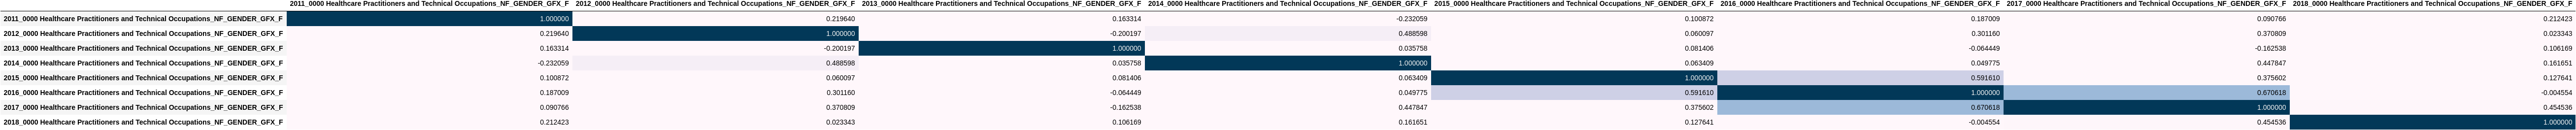 2011_0000 Healthcare Practitioners and Technical Occupations_NF_GENDER_GFX_F 2012_0000 Healthcare Practitioners and Technical Occupations_NF_GENDER_GFX_F 2013_0000 Healthcare Practitioners and Technical Occupations_NF_GENDER_GFX_F 2014_0000 Healthcare Practitioners and Technical Occupations_NF_GENDER_GFX_F 2015_0000 Healthcare Practitioners and Technical Occupations_NF_GENDER_GFX_F 2016_0000 Healthcare Practitioners and Technical Occupations_NF_GENDER_GFX_F 2017_0000 Healthcare Practitioners and Technical Occupations_NF_GENDER_GFX_F 2018_0000 Healthcare Practitioners and Technical Occupations_NF_GENDER_GFX_F
2011_0000 Healthcare Practitioners and Technical Occupations_NF_GENDER_GFX_F 1.000000 0.219640 0.163314 -0.232059 0.100872 0.187009 0.090766 0.212423
2012_0000 Healthcare Practitioners and Technical Occupations_NF_GENDER_GFX_F 0.219640 1.000000 -0.200197 0.488598 0.060097 0.301160 0.370809 0.023343
2013_0000 Healthcare Practitioners and Technical Occupations_NF_GENDER_GFX_F 0.163314 -0.200197 1.000000 0.035758 0.081406 -0.064449 -0.162538 0.106169
2014_0000 Healthcare Practitioners and Technical Occupations_NF_GENDER_GFX_F -0.232059 0.488598 0.035758 1.000000 0.063409 0.049775 0.447847 0.161651
2015_0000 Healthcare Practitioners and Technical Occupations_NF_GENDER_GFX_F 0.100872 0.060097 0.081406 0.063409 1.000000 0.591610 0.375602 0.127641
2016_0000 Healthcare Practitioners and Technical Occupations_NF_GENDER_GFX_F 0.187009 0.301160 -0.064449 0.049775 0.591610 1.000000 0.670618 -0.004554
2017_0000 Healthcare Practitioners and Technical Occupations_NF_GENDER_GFX_F 0.090766 0.370809 -0.162538 0.447847 0.375602 0.670618 1.000000 0.454536
2018_0000 Healthcare Practitioners and Technical Occupations_NF_GENDER_GFX_F 0.212423 0.023343 0.106169 0.161651 0.127641 -0.004554 0.454536 1.000000